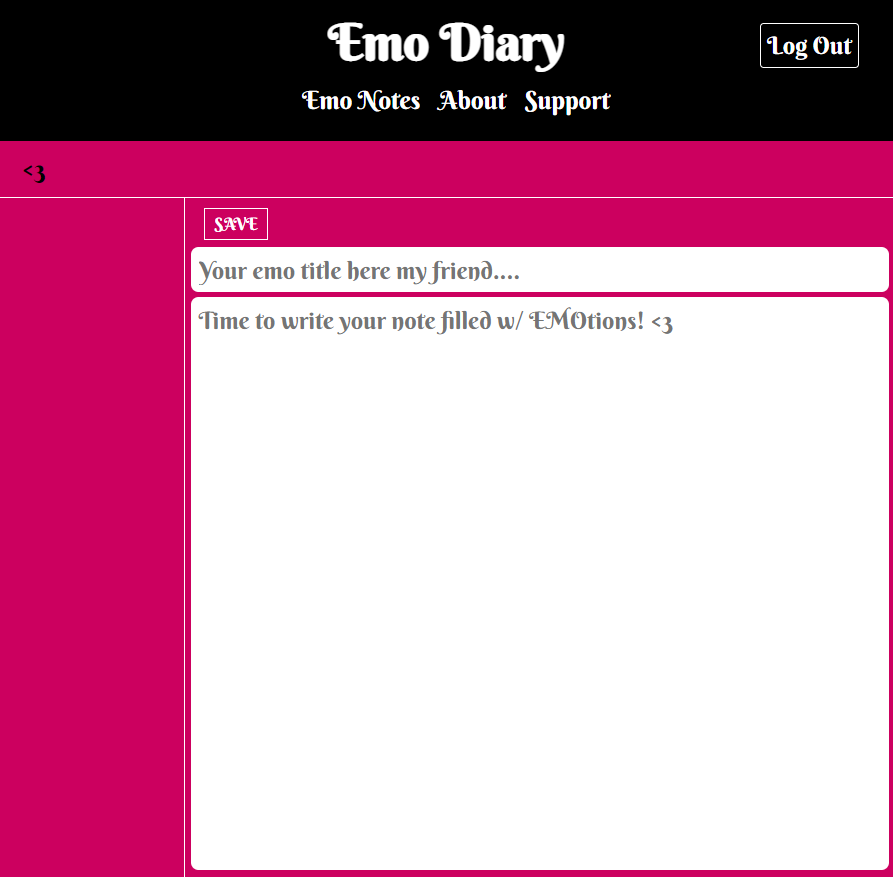 Emo Diary
Log Out
Emo Notes About Support
<3
SAVE
Your emo title here my friend....
Time to write your note filled w/ EMOtions! <3